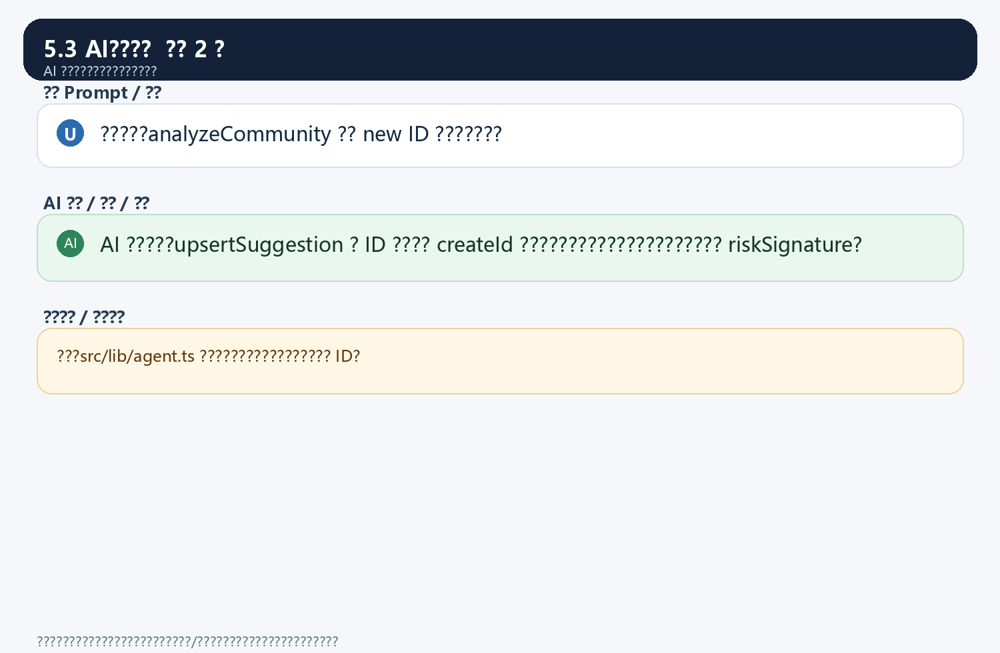 5.3 AI????  ?? 2 ?
AI ???????????????
?? Prompt / ??
U ?????analyzeCommunity ?? new ID ???????
AI ?? / ?? / ??
AI AI ?????upsertSuggestion ? ID ???? createId ????????????????????? riskSignature?
???? / ????
???src/lib/agent.ts ????????????????? ID?
????????????????????????/??????????????????????